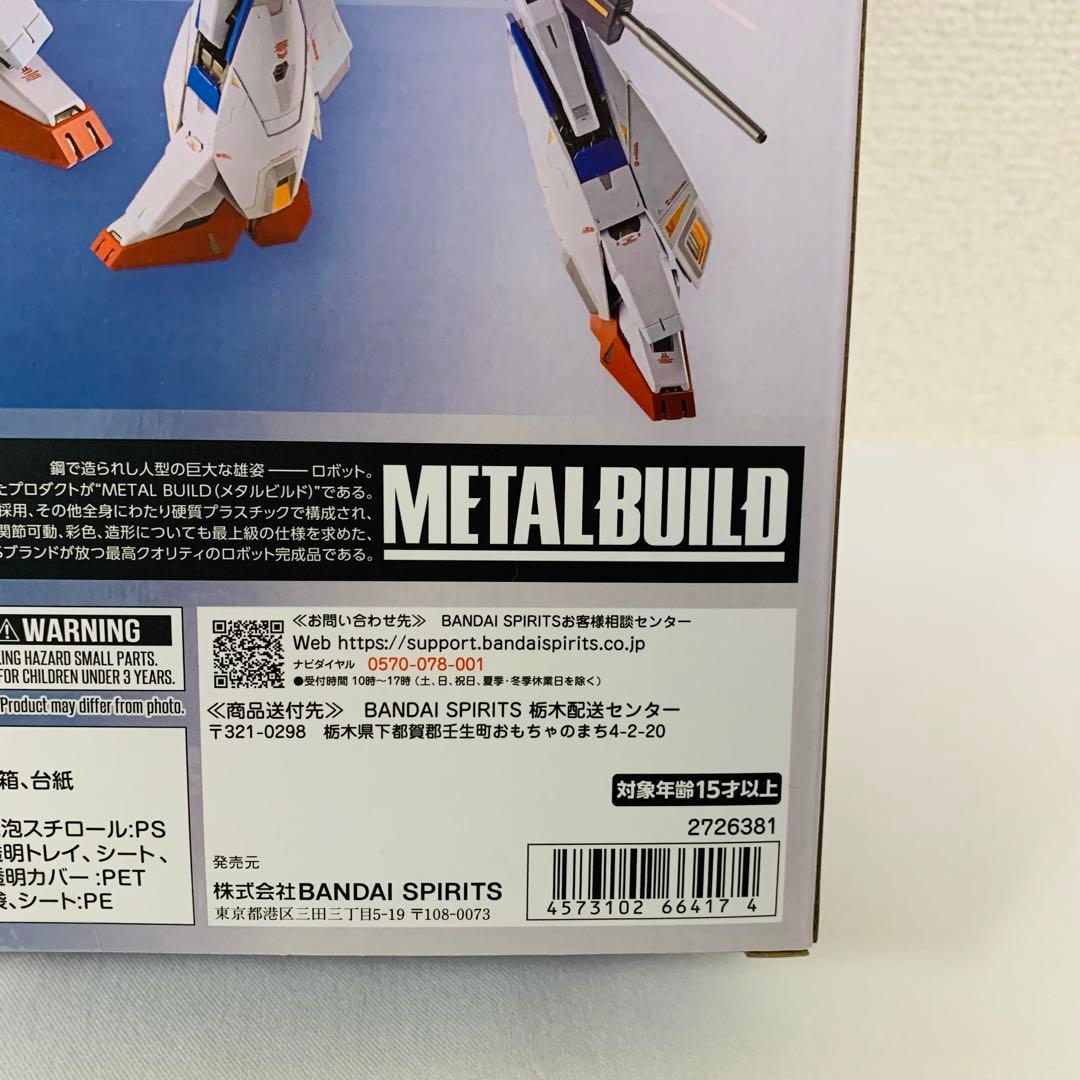 鋼で造られし人型の巨大な雄姿―――ロボット。
たプロダクトが“METAL BUILD（メタルビルド）”である。
採用、その他全身にわたり硬質プラスチックで構成され、
関節可動、彩色、造形についても最上級の仕様を求めた、
ブランドが放つ最高クオリティのロボット完成品である。
METAL BUILD
⚠WARNING
ING HAZARD SMALL PARTS.
FOR CHILDREN UNDER 3 YEARS.
Product may differ from photo.
箱、台紙
泡スチロール:PS
透明トレイ、シート、
透明カバー:PET
袋、シート:PE
≪お問い合わせ先≫ BANDAI SPIRITSお客様相談センター
Web https://support.bandaispirits.co.jp
ナビダイヤル 0570-078-001
●受付時間 10時～17時（土、日、祝日、夏季・冬季休業日を除く）
≪商品送付先≫ BANDAI SPIRITS 栃木配送センター
〒321-0298 栃木県下都賀郡壬生町おもちゃのまち4-2-20
対象年齢15才以上
2726381
発売元
株式会社BANDAI SPIRITS
東京都港区三田三丁目5-19 〒108-0073
4573102 66417 4